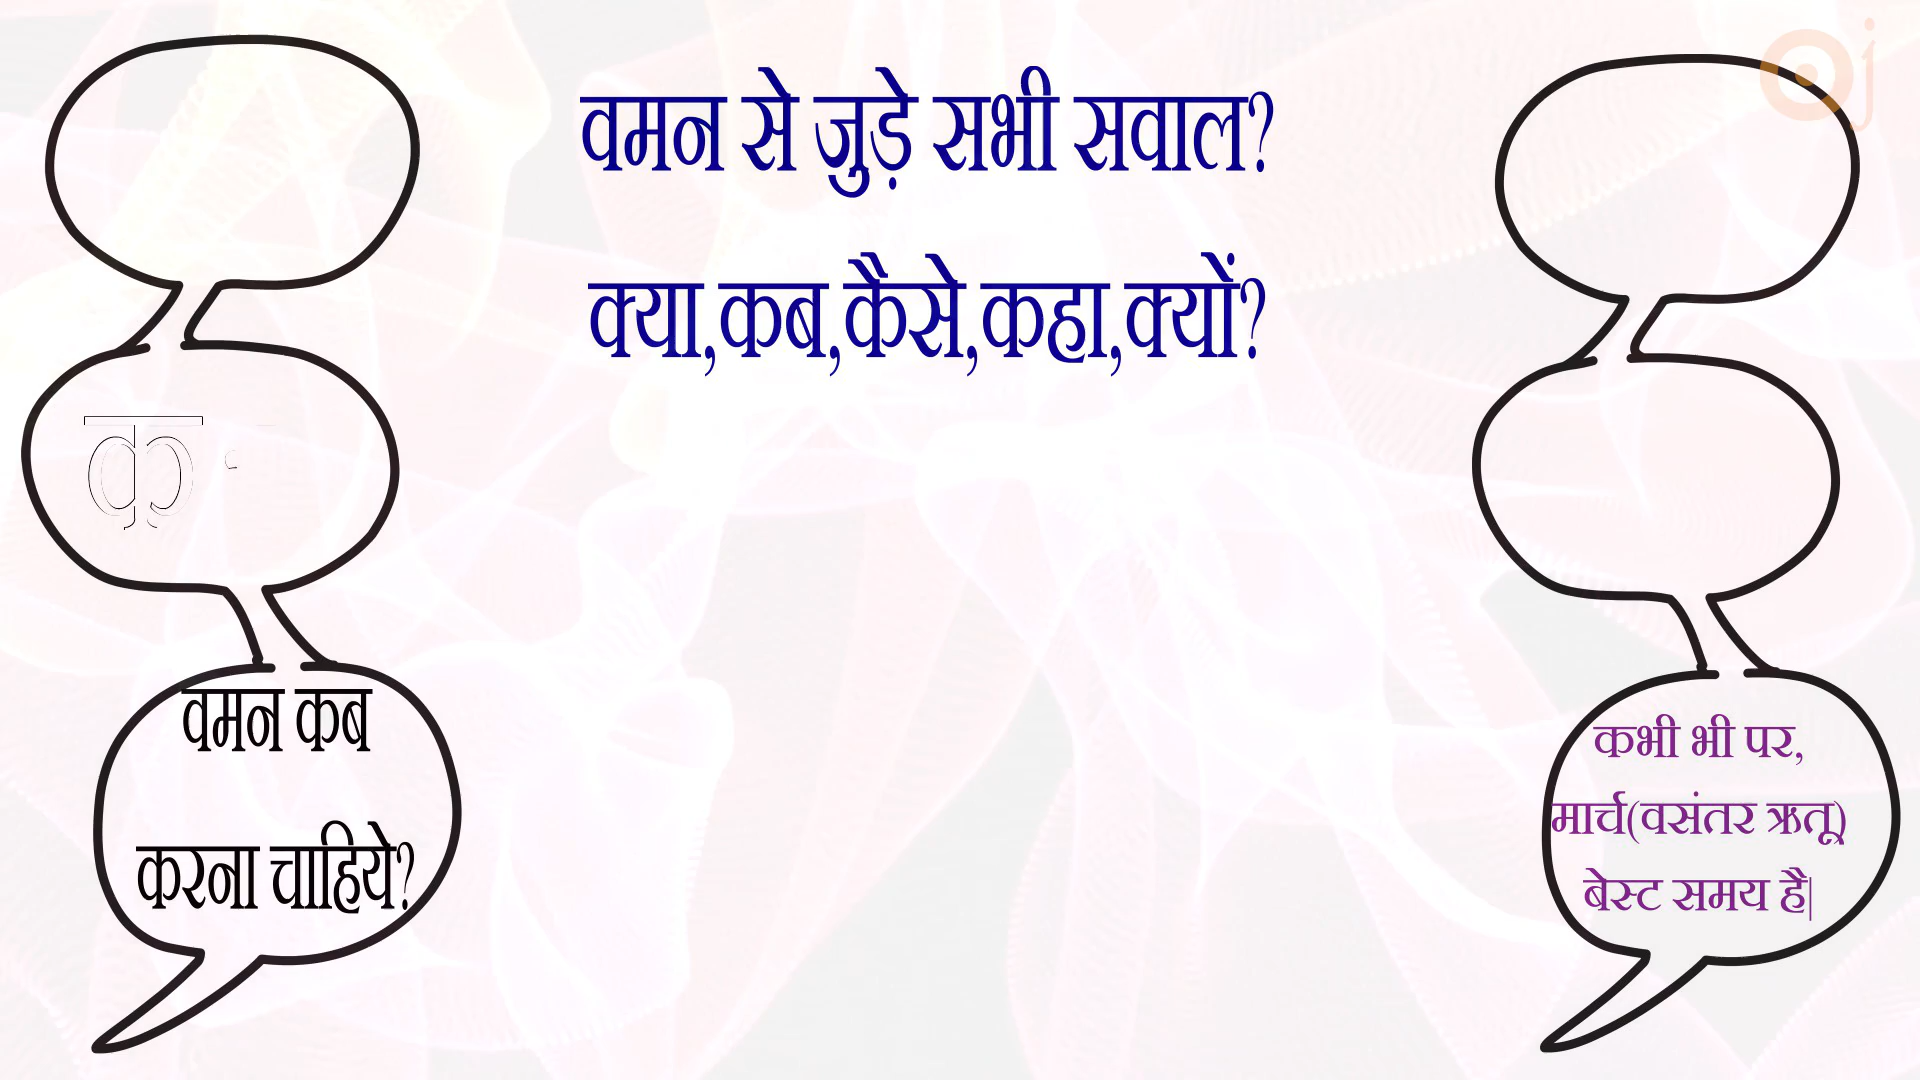 वमन से जुड़े सभी सवाल?
क्या,कब,कैसे,कहा,क्यों?
क
वमन कब
करना चाहिये?
कभी भी पर,
मार्च(वसंतर ऋतू)
बेस्ट समय है|